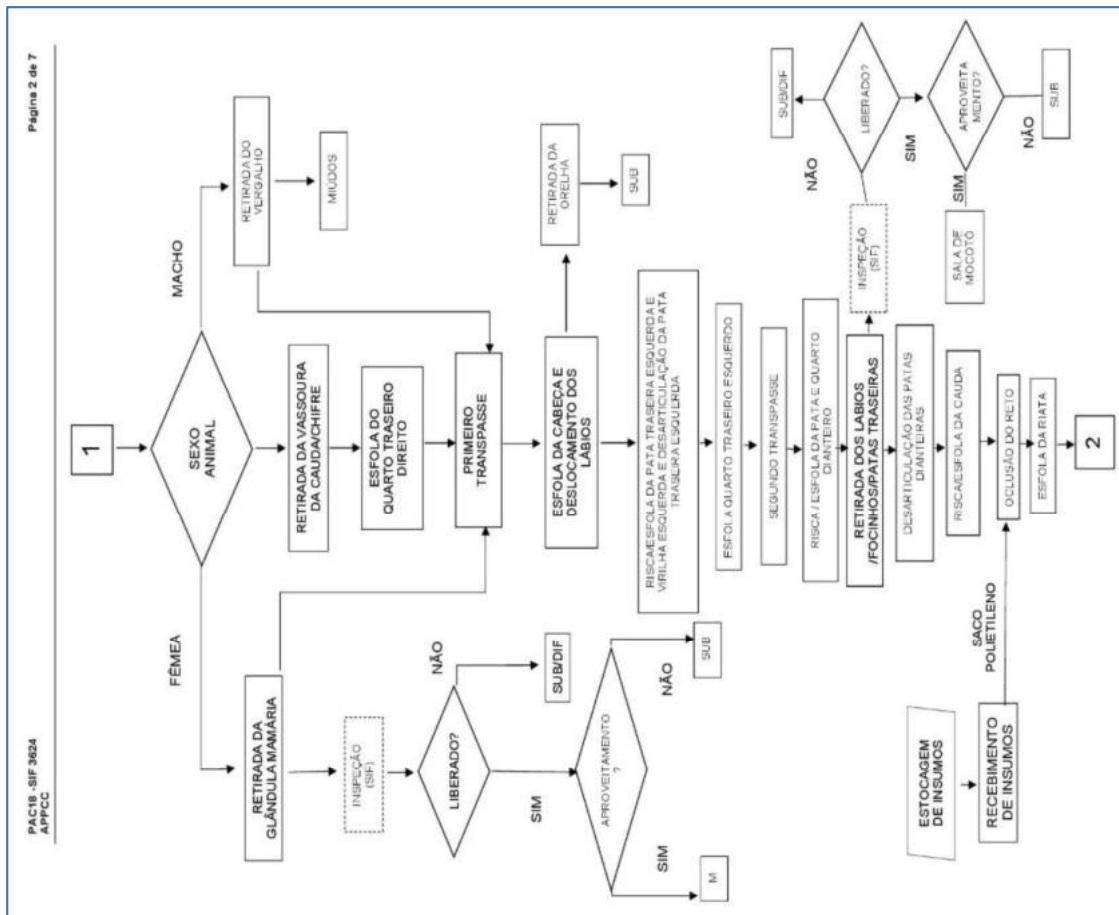 PAC18 -SIF 3624
APPCC
Página 2 de 7
1
SEXO
ANIMAL
FÊMEA
MACHO
RETIRADA DA
GLÂNDULA MAMÁRIA
RETIRADA DA VASSOURA
DA CAUDA/CHIFRE
RETIRADA DO
VERGALHO
MIÚDOS
INSPEÇÃO
(SIF)
ESFOLA DO
QUARTO TRASEIRO
DIREITO
LIBERADO?
NÃO
SUB/DIF
SIM
PRIMEIRO
TRANSPASSE
APROVEITAMENTO
?
NÃO
SUB
SIM
M
ESFOLA DA CABEÇA E
DESLOCAMENTO DOS
LÁBIOS
RETIRADA DA
ORELHA
SUB
RISCA/ESFOLA DA PATA TRASEIRA ESQUERDA E
VIRILHA ESQUERDA E DESARTICULAÇÃO DA PATA
TRASEIRA ESQUERDA
ESFOLA QUARTO TRASEIRO ESQUERDO
SEGUNDO TRANSPASSE
RISCA / ESFOLA DA PATA E QUARTO
DIANTEIRO
RETIRADA DOS LABIOS
/FOCINHOS/PATAS TRASEIRAS
INSPEÇÃO
(SIF)
NÃO
LIBERADO?
SUB/DIF
SIM
APROVEITA
MENTO?
SIM
SALA DE
MOCOTÓ
NÃO
SUB
DESARTICULAÇÃO DAS PATAS
DIANTEIRAS
RISCA/ESFOLA DA CAUDA
ESTOCAGEM
DE INSUMOS
RECEBIMENTO
DE INSUMOS
SACO
POLIETILENO
OCLUSÃO DO RETO
ESFOLA DA RIATA
2